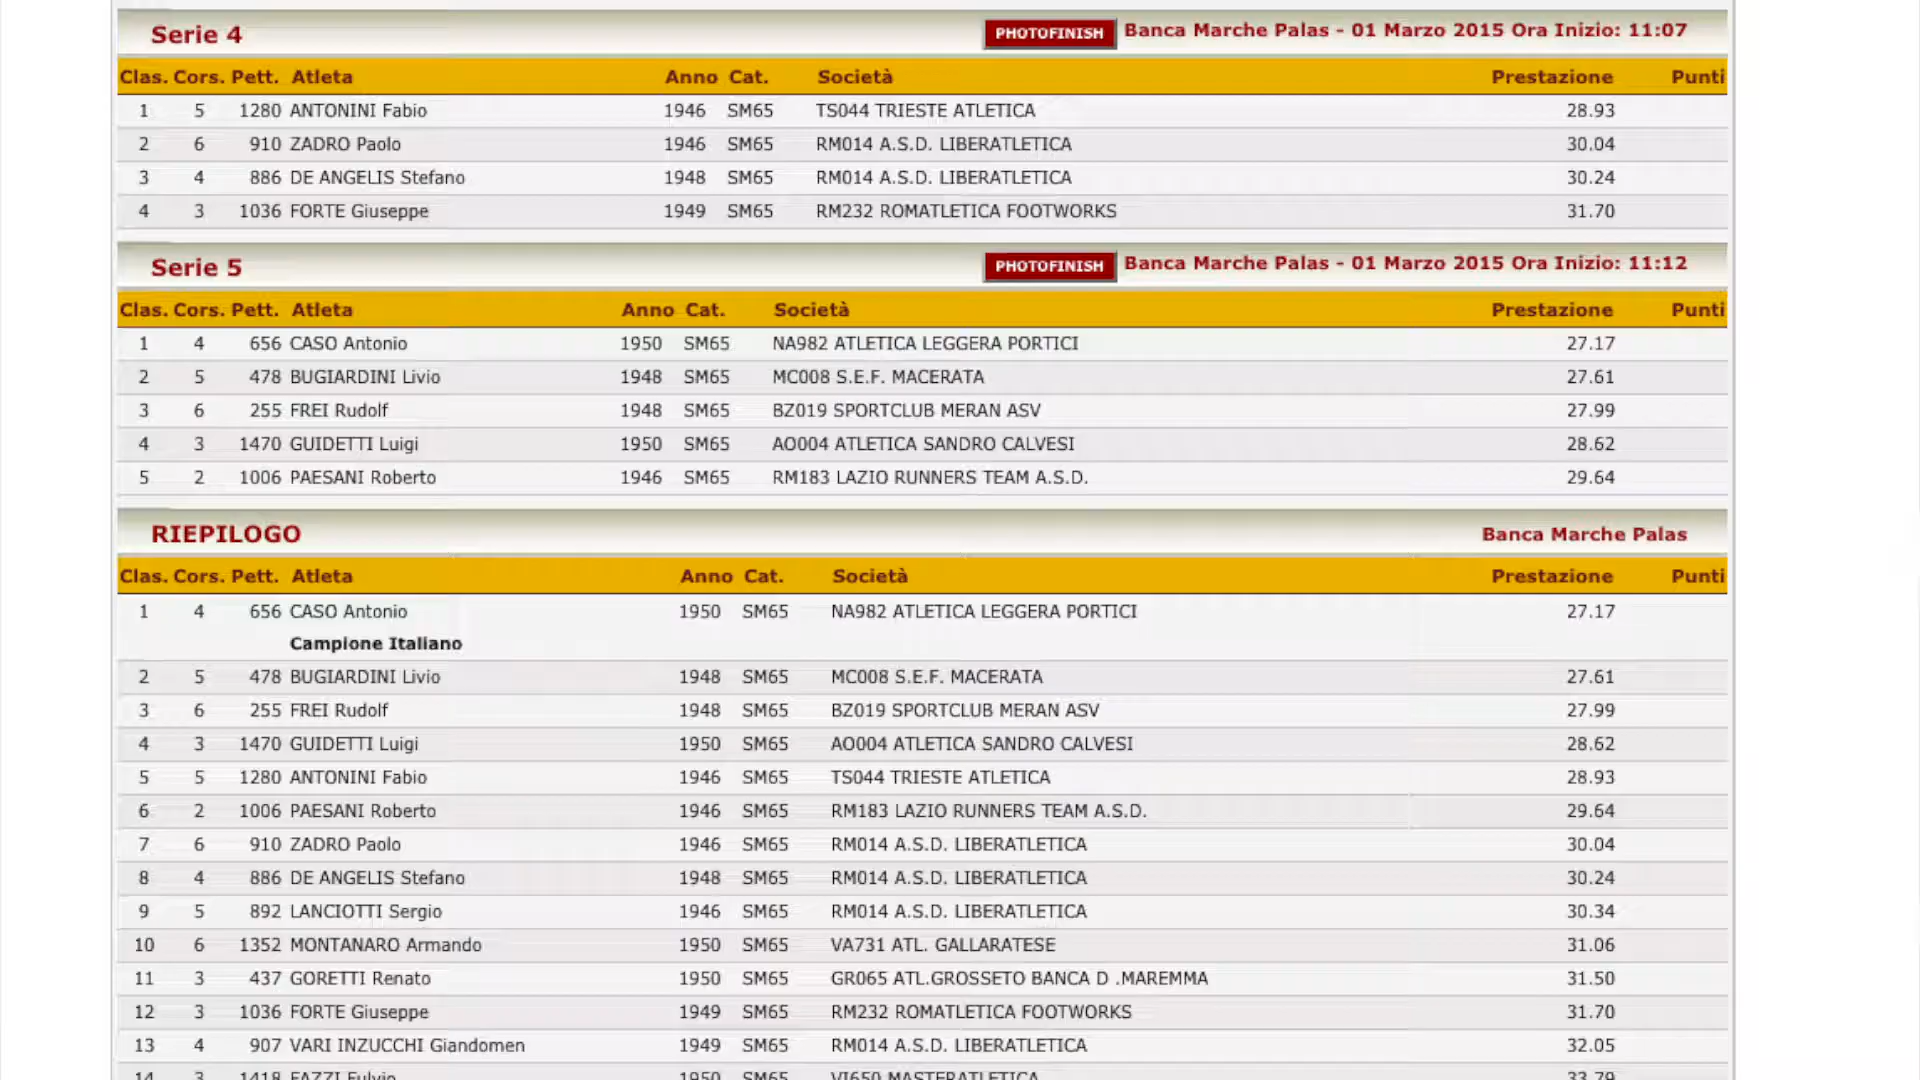 Serie 4 PHOTOFINISH Banca Marche Palas - 01 Marzo 2015 Ora Inizio: 11:07
Clas. Cors. Pett. Atleta Anno Cat. Società Prestazione Punti
1 5 1280 ANTONINI Fabio 1946 SM65 TS044 TRIESTE ATLETICA 28.93
2 6 910 ZADRO Paolo 1946 SM65 RM014 A.S.D. LIBERATLETICA 30.04
3 4 886 DE ANGELIS Stefano 1948 SM65 RM014 A.S.D. LIBERATLETICA 30.24
4 3 1036 FORTE Giuseppe 1949 SM65 RM232 ROMATLETICA FOOTWORKS 31.70
Serie 5 PHOTOFINISH Banca Marche Palas - 01 Marzo 2015 Ora Inizio: 11:12
Clas. Cors. Pett. Atleta Anno Cat. Società Prestazione Punti
1 4 656 CASO Antonio 1950 SM65 NA982 ATLETICA LEGGERA PORTICI 27.17
2 5 478 BUGIARDINI Livio 1948 SM65 MC008 S.E.F. MACERATA 27.61
3 6 255 FREI Rudolf 1948 SM65 BZ019 SPORTCLUB MERAN ASV 27.99
4 3 1470 GUIDETTI Luigi 1950 SM65 AO004 ATLETICA SANDRO CALVESI 28.62
5 2 1006 PAESANI Roberto 1946 SM65 RM183 LAZIO RUNNERS TEAM A.S.D. 29.64
RIEPILOGO Banca Marche Palas
Clas. Cors. Pett. Atleta Anno Cat. Società Prestazione Punti
1 4 656 CASO Antonio 1950 SM65 NA982 ATLETICA LEGGERA PORTICI 27.17
Campione Italiano
2 5 478 BUGIARDINI Livio 1948 SM65 MC008 S.E.F. MACERATA 27.61
3 6 255 FREI Rudolf 1948 SM65 BZ019 SPORTCLUB MERAN ASV 27.99
4 3 1470 GUIDETTI Luigi 1950 SM65 AO004 ATLETICA SANDRO CALVESI 28.62
5 5 1280 ANTONINI Fabio 1946 SM65 TS044 TRIESTE ATLETICA 28.93
6 2 1006 PAESANI Roberto 1946 SM65 RM183 LAZIO RUNNERS TEAM A.S.D. 29.64
7 6 910 ZADRO Paolo 1946 SM65 RM014 A.S.D. LIBERATLETICA 30.04
8 4 886 DE ANGELIS Stefano 1948 SM65 RM014 A.S.D. LIBERATLETICA 30.24
9 5 892 LANCIOTTI Sergio 1946 SM65 RM014 A.S.D. LIBERATLETICA 30.34
10 6 1352 MONTANARO Armando 1950 SM65 VA731 ATL. GALLARATESE 31.06
11 3 437 GORETTI Renato 1950 SM65 GR065 ATL.GROSSETO BANCA D .MAREMMA 31.50
12 3 1036 FORTE Giuseppe 1949 SM65 RM232 ROMATLETICA FOOTWORKS 31.70
13 4 907 VARI INZUCCHI Giandomen 1949 SM65 RM014 A.S.D. LIBERATLETICA 32.05
14 3 1418 FAZZI Fulvio 1950 SM65 VI650 MASTERATLETICA 33.79